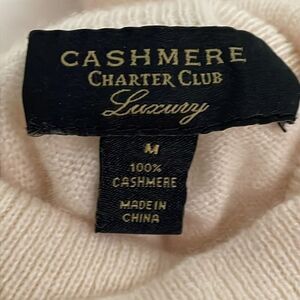 CASHMERE
CHARTER CLUB
Luxury
M
100%
CASHMERE
MADE IN
CHINA